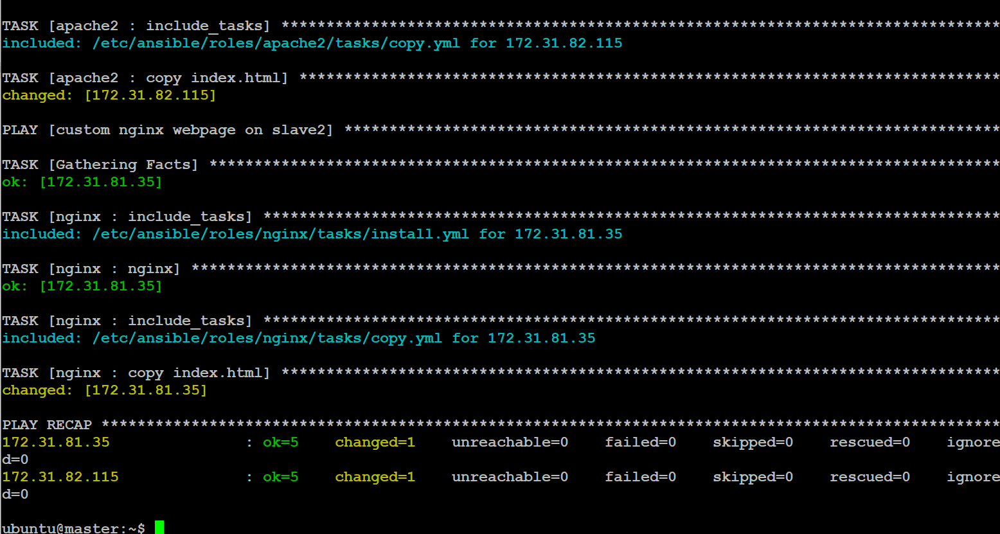 TASK [apache2 : include_tasks] ********************************************************************************
included: /etc/ansible/roles/apache2/tasks/copy.yml for 172.31.82.115
TASK [apache2 : copy index.html] ******************************************************************************
changed: [172.31.82.115]
PLAY [custom nginx webpage on slave2] *************************************************************************
TASK [Gathering Facts] ****************************************************************************************
ok: [172.31.81.35]
TASK [nginx : include_tasks] **********************************************************************************
included: /etc/ansible/roles/nginx/tasks/install.yml for 172.31.81.35
TASK [nginx : nginx] ******************************************************************************************
ok: [172.31.81.35]
TASK [nginx : include_tasks] **********************************************************************************
included: /etc/ansible/roles/nginx/tasks/copy.yml for 172.31.81.35
TASK [nginx : copy index.html] ********************************************************************************
changed: [172.31.81.35]
PLAY RECAP ****************************************************************************************************
172.31.81.35               : ok=5    changed=1    unreachable=0    failed=0    skipped=0    rescued=0    ignore
d=0
172.31.82.115              : ok=5    changed=1    unreachable=0    failed=0    skipped=0    rescued=0    ignore
d=0
ubuntu@master:~$